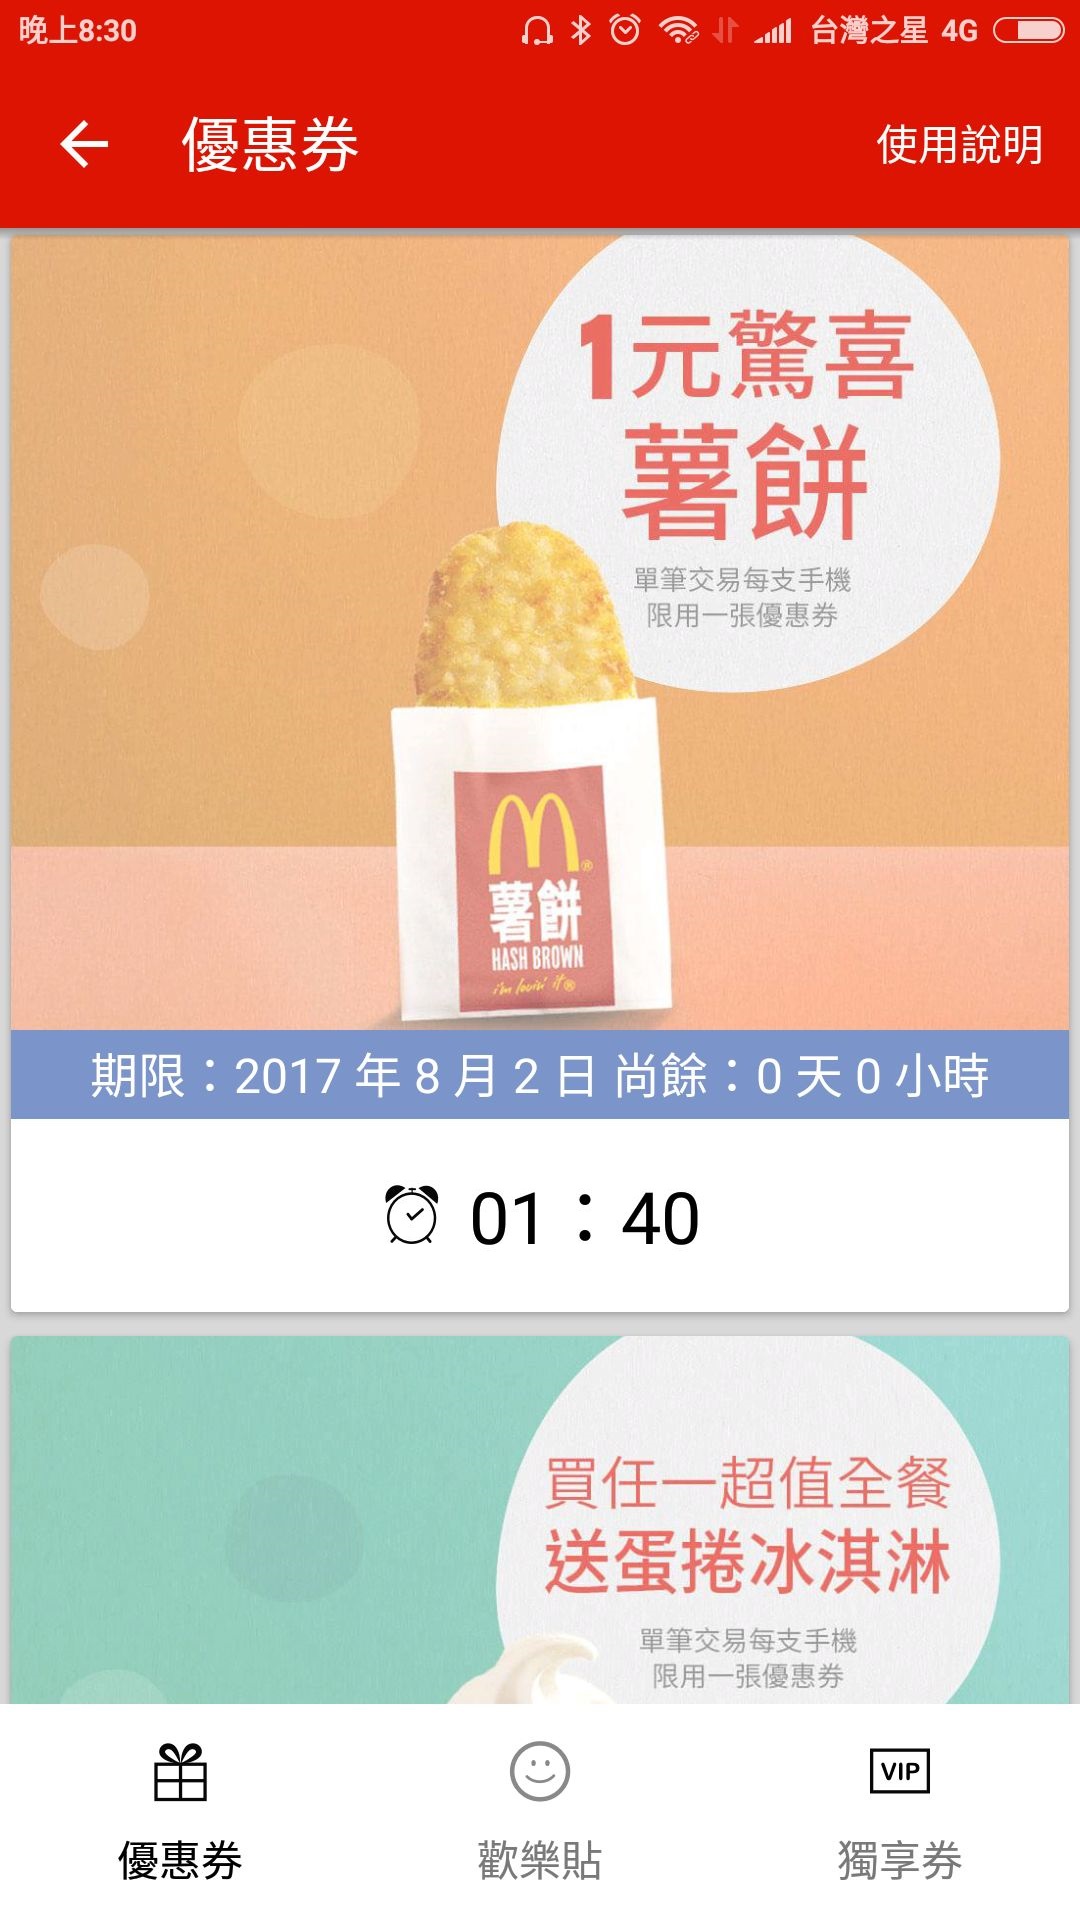 晚上8:30 台灣之星 4G
優惠券 使用說明
1元驚喜
薯餅
單筆交易每支手機
限用一張優惠券
薯餅
HASH BROWN
i'm lovin' it®
期限：2017 年 8 月 2 日 尚餘：0 天 0 小時
01：40
買任一超值全餐
送蛋捲冰淇淋
單筆交易每支手機
限用一張優惠券
VIP
優惠券 歡樂貼 獨享券